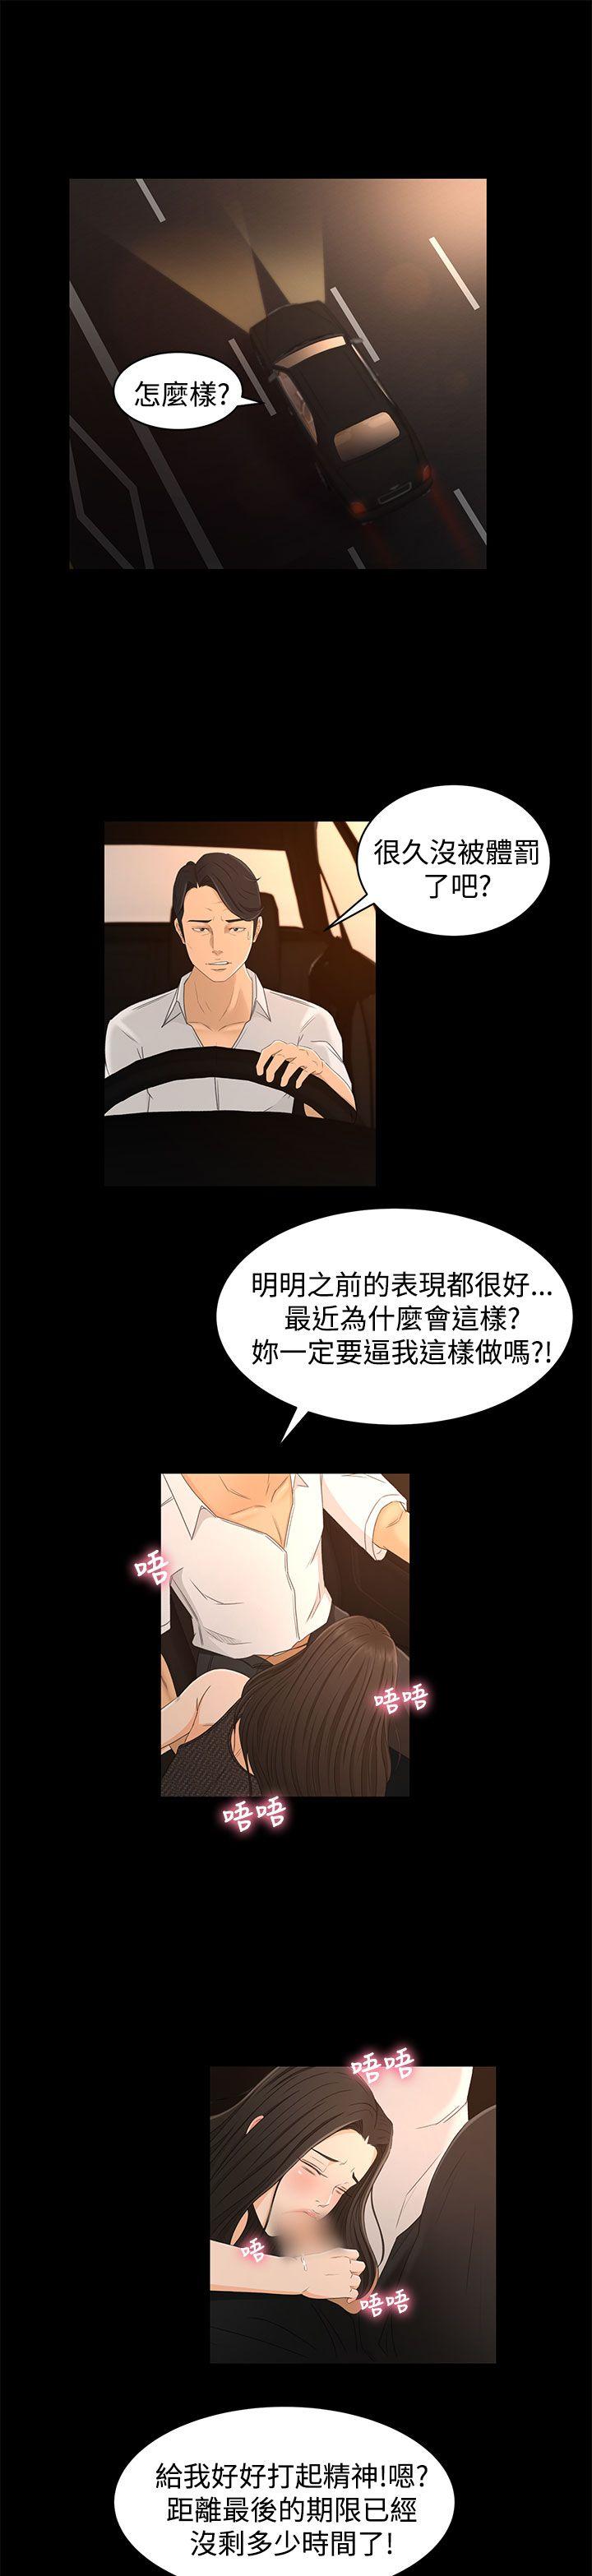 怎麼樣?
很久沒被體罰
了吧?
明明之前的表現都很好...
最近為什麼會這樣?
妳一定要逼我這樣做嗎?!
唔
唔唔
唔唔
唔唔
唔
唔唔
給我好好打起精神!嗯?
距離最後的期限已經
沒剩多少時間了!